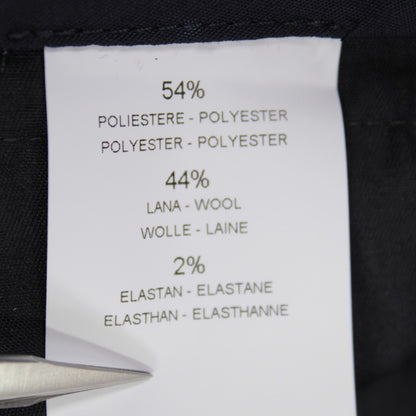 54%
POLIESTERE - POLYESTER
POLYESTER - POLYESTER
44%
LANA - WOOL
WOLLE - LAINE
2%
ELASTAN - ELASTANE
ELASTHAN - ELASTHANNE